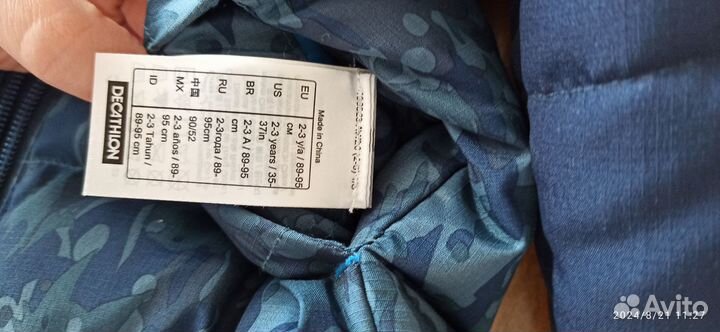 Made in China
EU 2-3 y/a / 89-95
см
US 2-3 years / 35-
37in
BR 2-3 A / 89-95
cm
RU 2-3года / 89-
95см
中国 90/52
MX 2-3 años / 89-
95 cm
ID 2-3 Tahun /
89-95 cm
DECATHLON
2024/8/21 11:27
Avito